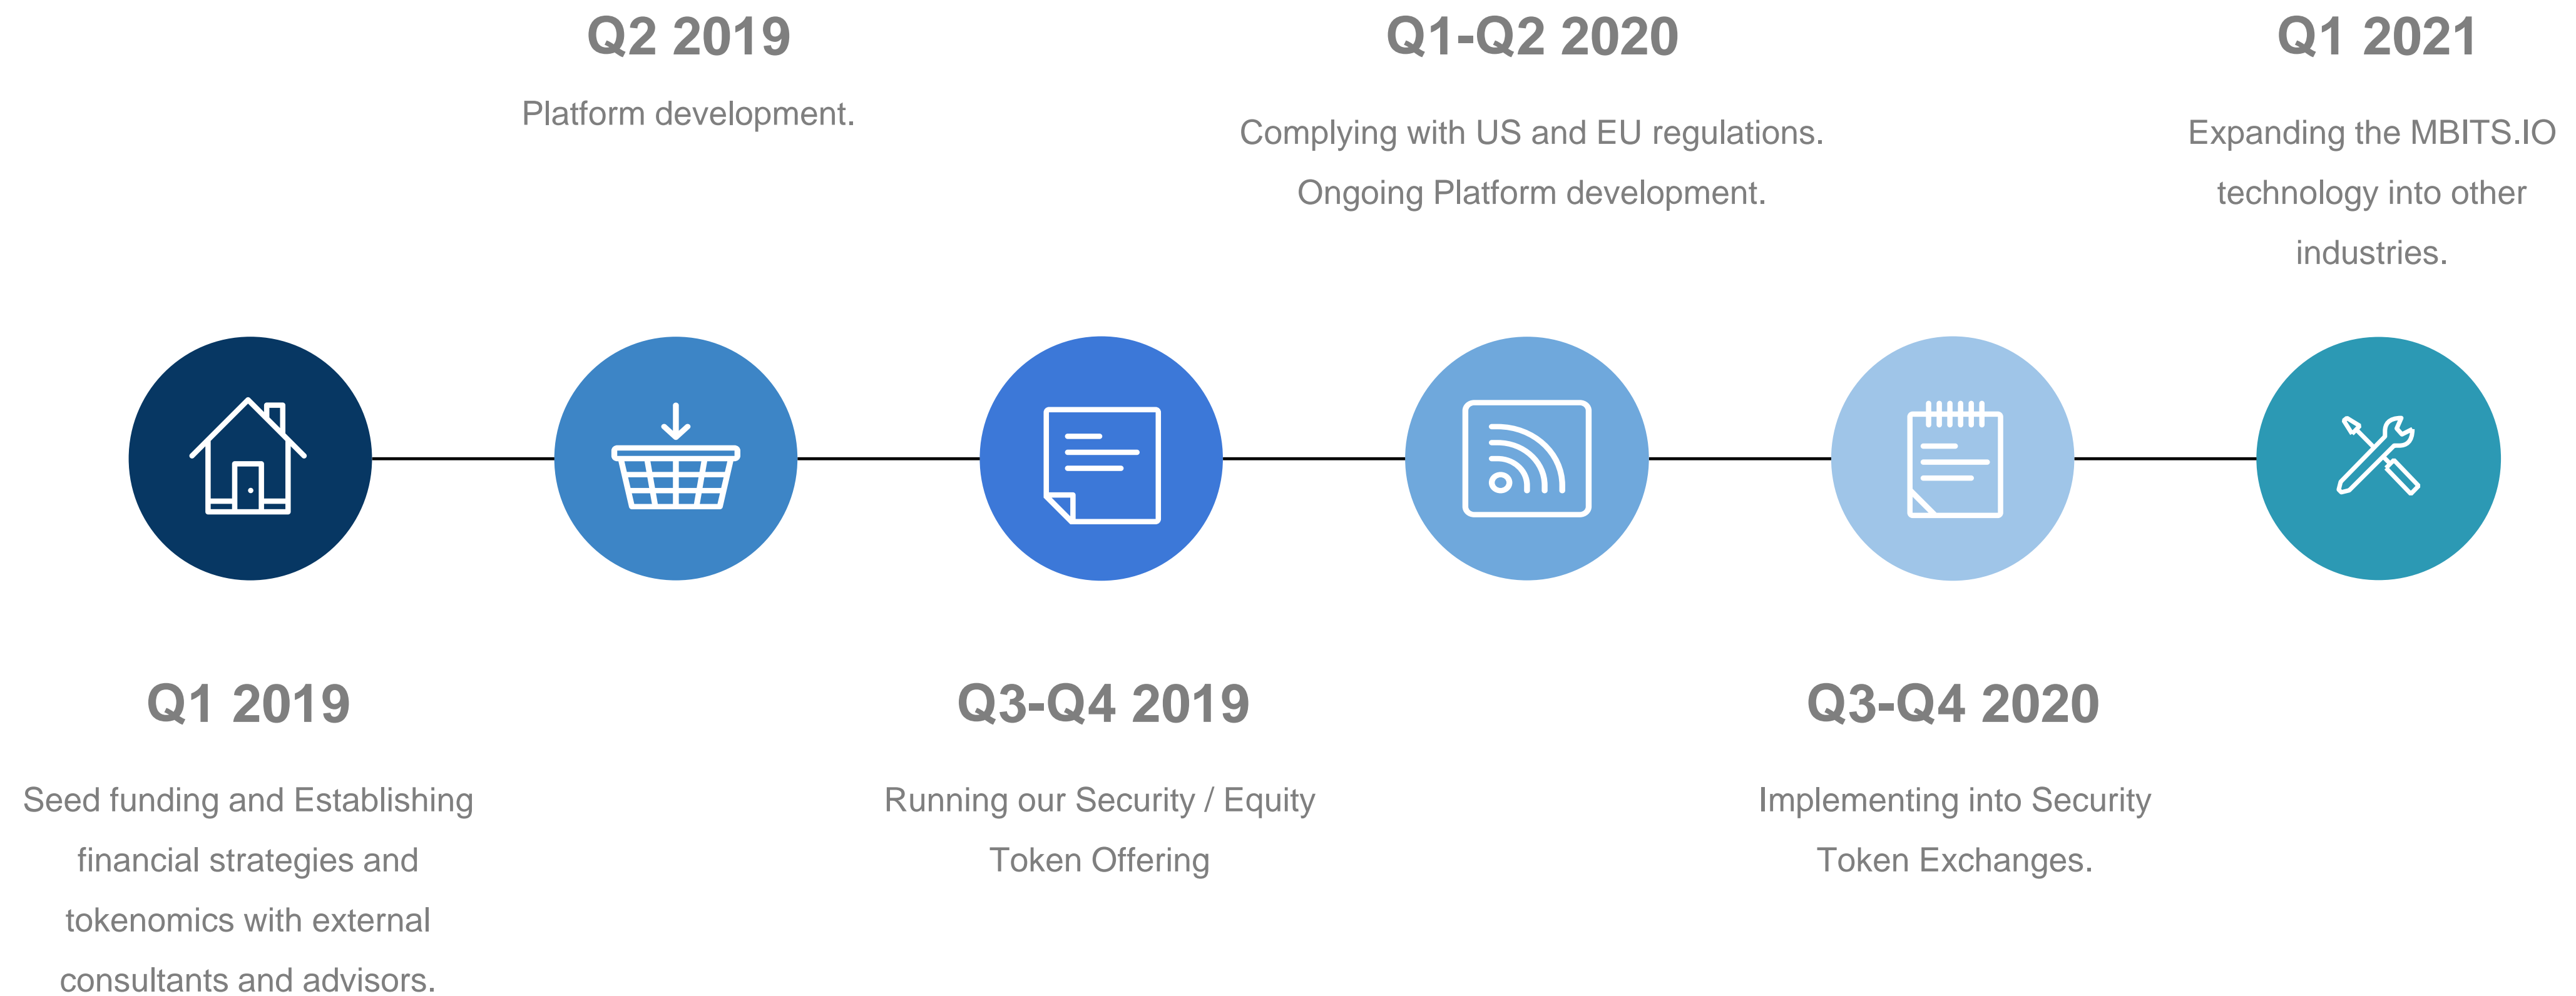 Q2 2019
Platform development.
Q1-Q2 2020
Complying with US and EU regulations.
Ongoing Platform development.
Q1 2021
Expanding the MBITS.IO
technology into other
industries.
Q1 2019
Seed funding and Establishing
financial strategies and
tokenomics with external
consultants and advisors.
Q3-Q4 2019
Running our Security / Equity
Token Offering
Q3-Q4 2020
Implementing into Security
Token Exchanges.